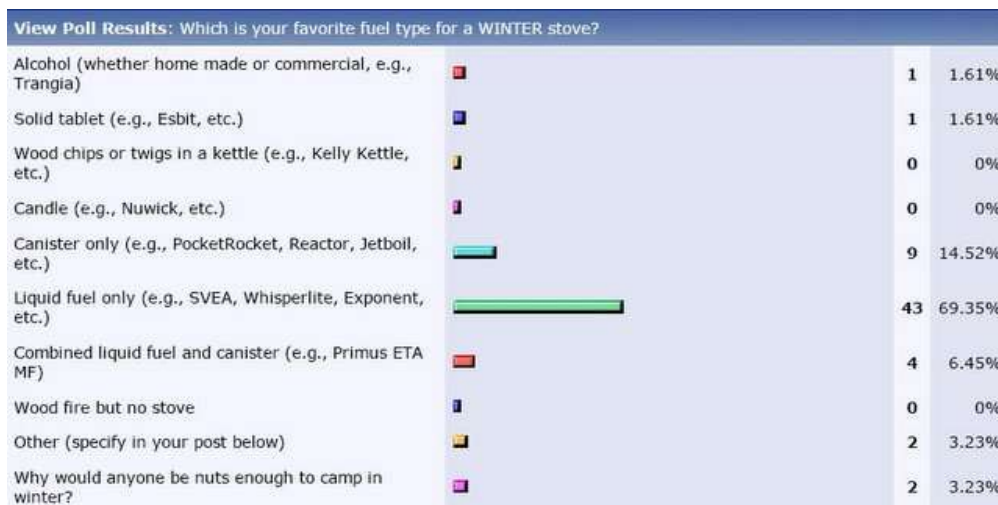 View Poll Results: Which is your favorite fuel type for a WINTER stove?
Alcohol (whether home made or commercial, e.g.,
Trangia)
1 1.61%
Solid tablet (e.g., Esbit, etc.) 1 1.61%
Wood chips or twigs in a kettle (e.g., Kelly Kettle,
etc.)
0 0%
Candle (e.g., Nuwick, etc.) 0 0%
Canister only (e.g., PocketRocket, Reactor, Jetboil,
etc.)
9 14.52%
Liquid fuel only (e.g., SVEA, Whisperlite, Exponent,
etc.)
43 69.35%
Combined liquid fuel and canister (e.g., Primus ETA
MF)
4 6.45%
Wood fire but no stove 0 0%
Other (specify in your post below) 2 3.23%
Why would anyone be nuts enough to camp in
winter?
2 3.23%